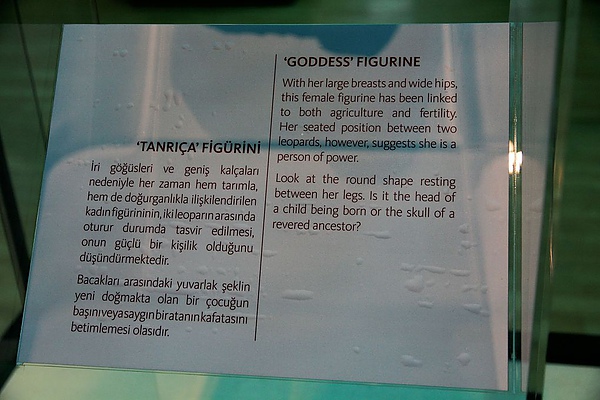 'TANRIÇA' FİGÜRİNİ
İri göğüsleri ve geniş kalçaları
nedeniyle her zaman hem tarımla,
hem de doğurganlıkla ilişkilendirilen
kadın figürininin, iki leoparın arasında
oturur durumda tasvir edilmesi,
onun güçlü bir kişilik olduğunu
düşündürmektedir.
Bacakları arasındaki yuvarlak şeklin
yeni doğmakta olan bir çocuğun
başını veya saygın bir atanın kafatasını
betimlemesi olasıdır.
'GODDESS' FIGURINE
With her large breasts and wide hips,
this female figurine has been linked
to both agriculture and fertility.
Her seated position between two
leopards, however, suggests she is a
person of power.
Look at the round shape resting
between her legs. Is it the head of
a child being born or the skull of a
revered ancestor?